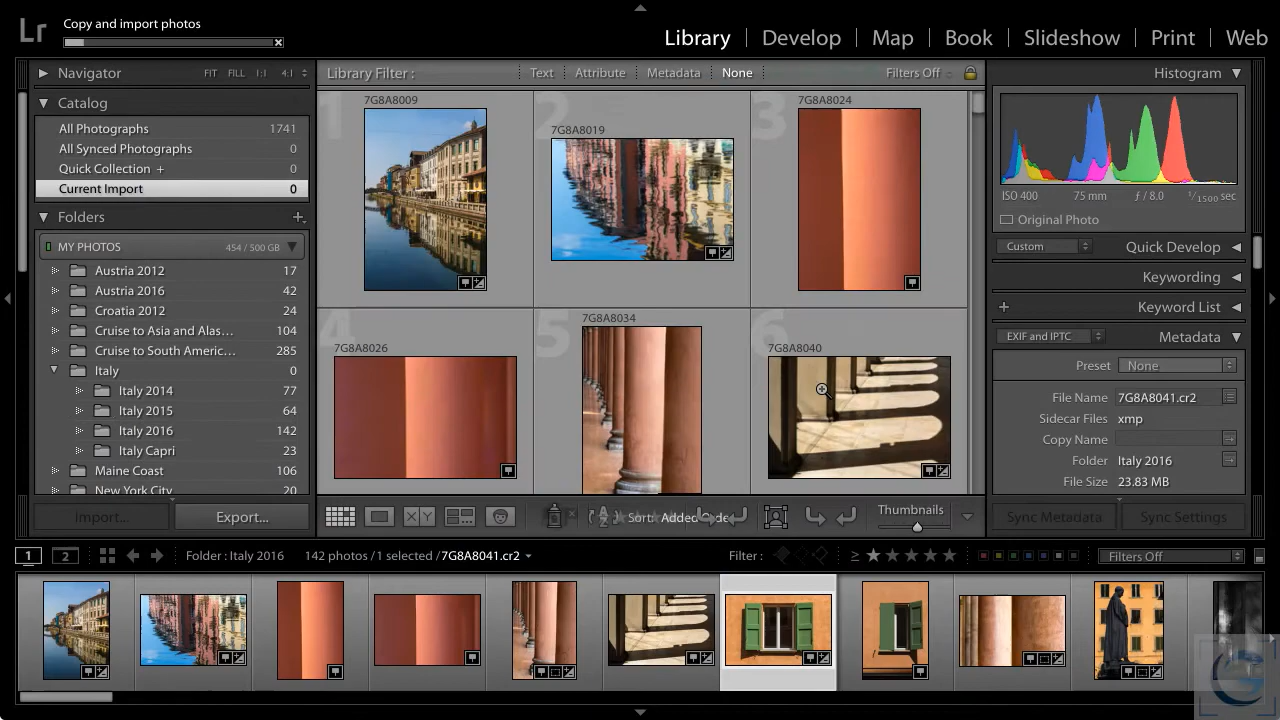 Lr
Copy and import photos
Library | Develop | Map | Book | Slideshow | Print | Web
Navigator FIT FILL 1:1 4:1
Catalog
All Photographs 1741
All Synced Photographs 0
Quick Collection + 0
Current Import 0
Folders +
MY PHOTOS 454 / 500 GB
Austria 2012 17
Austria 2016 42
Croatia 2012 24
Cruise to Asia and Alas... 104
Cruise to South Americ... 285
Italy 0
Italy 2014 77
Italy 2015 64
Italy 2016 142
Italy Capri 23
Maine Coast 106
New York City 20
Import... Export...
Library Filter : Text | Attribute | Metadata | None Filters Off
1 7G8A8009
2 7G8A8019
3 7G8A8024
4 7G8A8026
5 7G8A8034
6 7G8A8040
X Y Sort: Added Thumbnails
Histogram
ISO 400 75 mm ƒ / 8.0 1/1500 sec
Original Photo
Custom Quick Develop
Keywording
+ Keyword List
EXIF and IPTC Metadata
Preset None
File Name 7G8A8041.cr2
Sidecar Files xmp
Copy Name
Folder Italy 2016
File Size 23.83 MB
Sync Metadata Sync Settings
1 2 Folder : Italy 2016 142 photos / 1 selected / 7G8A8041.cr2 Filter : ≥ Filters Off